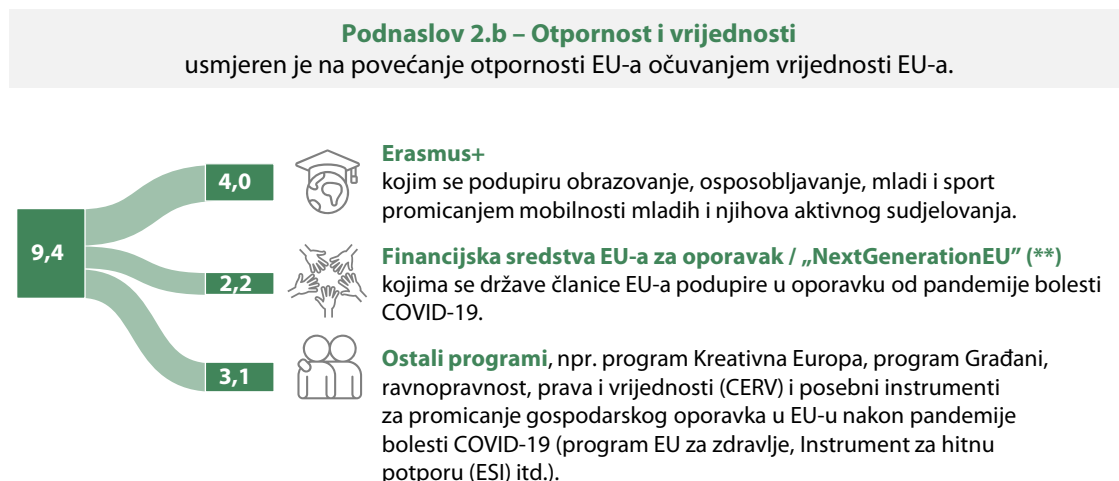 Podnaslov 2.b – Otpornost i vrijednosti
usmjeren je na povećanje otpornosti EU-a očuvanjem vrijednosti EU-a.
9,4
4,0
Erasmus+
kojim se podupiru obrazovanje, osposobljavanje, mladi i sport
promicanjem mobilnosti mladih i njihova aktivnog sudjelovanja.
2,2
Financijska sredstva EU-a za oporavak / „NextGenerationEU” (**)
kojima se države članice EU-a podupire u oporavku od pandemije bolesti
COVID-19.
3,1
Ostali programi, npr. program Kreativna Europa, program Građani,
ravnopravnost, prava i vrijednosti (CERV) i posebni instrumenti
za promicanje gospodarskog oporavka u EU-u nakon pandemije
bolesti COVID-19 (program EU za zdravlje, Instrument za hitnu
potporu (ESI) itd.).